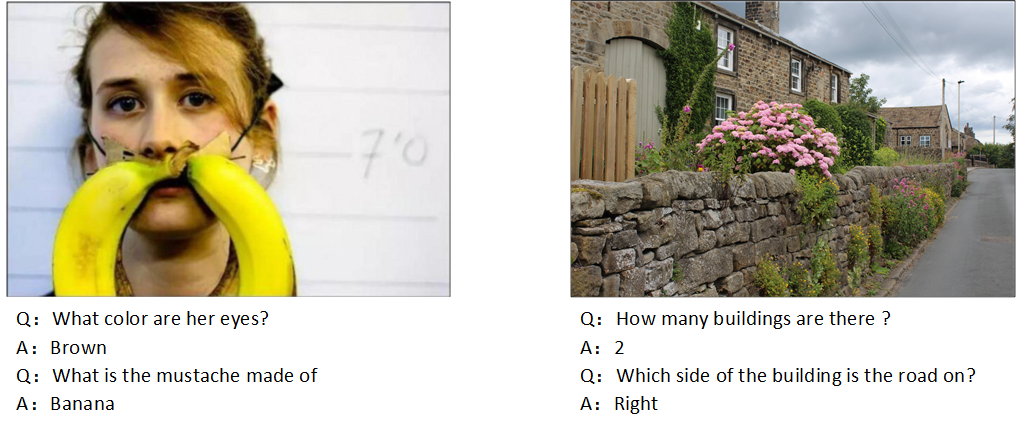 7'0
Q：What color are her eyes?
A：Brown
Q：What is the mustache made of
A：Banana
Q：How many buildings are there ?
A：2
Q：Which side of the building is the road on?
A：Right